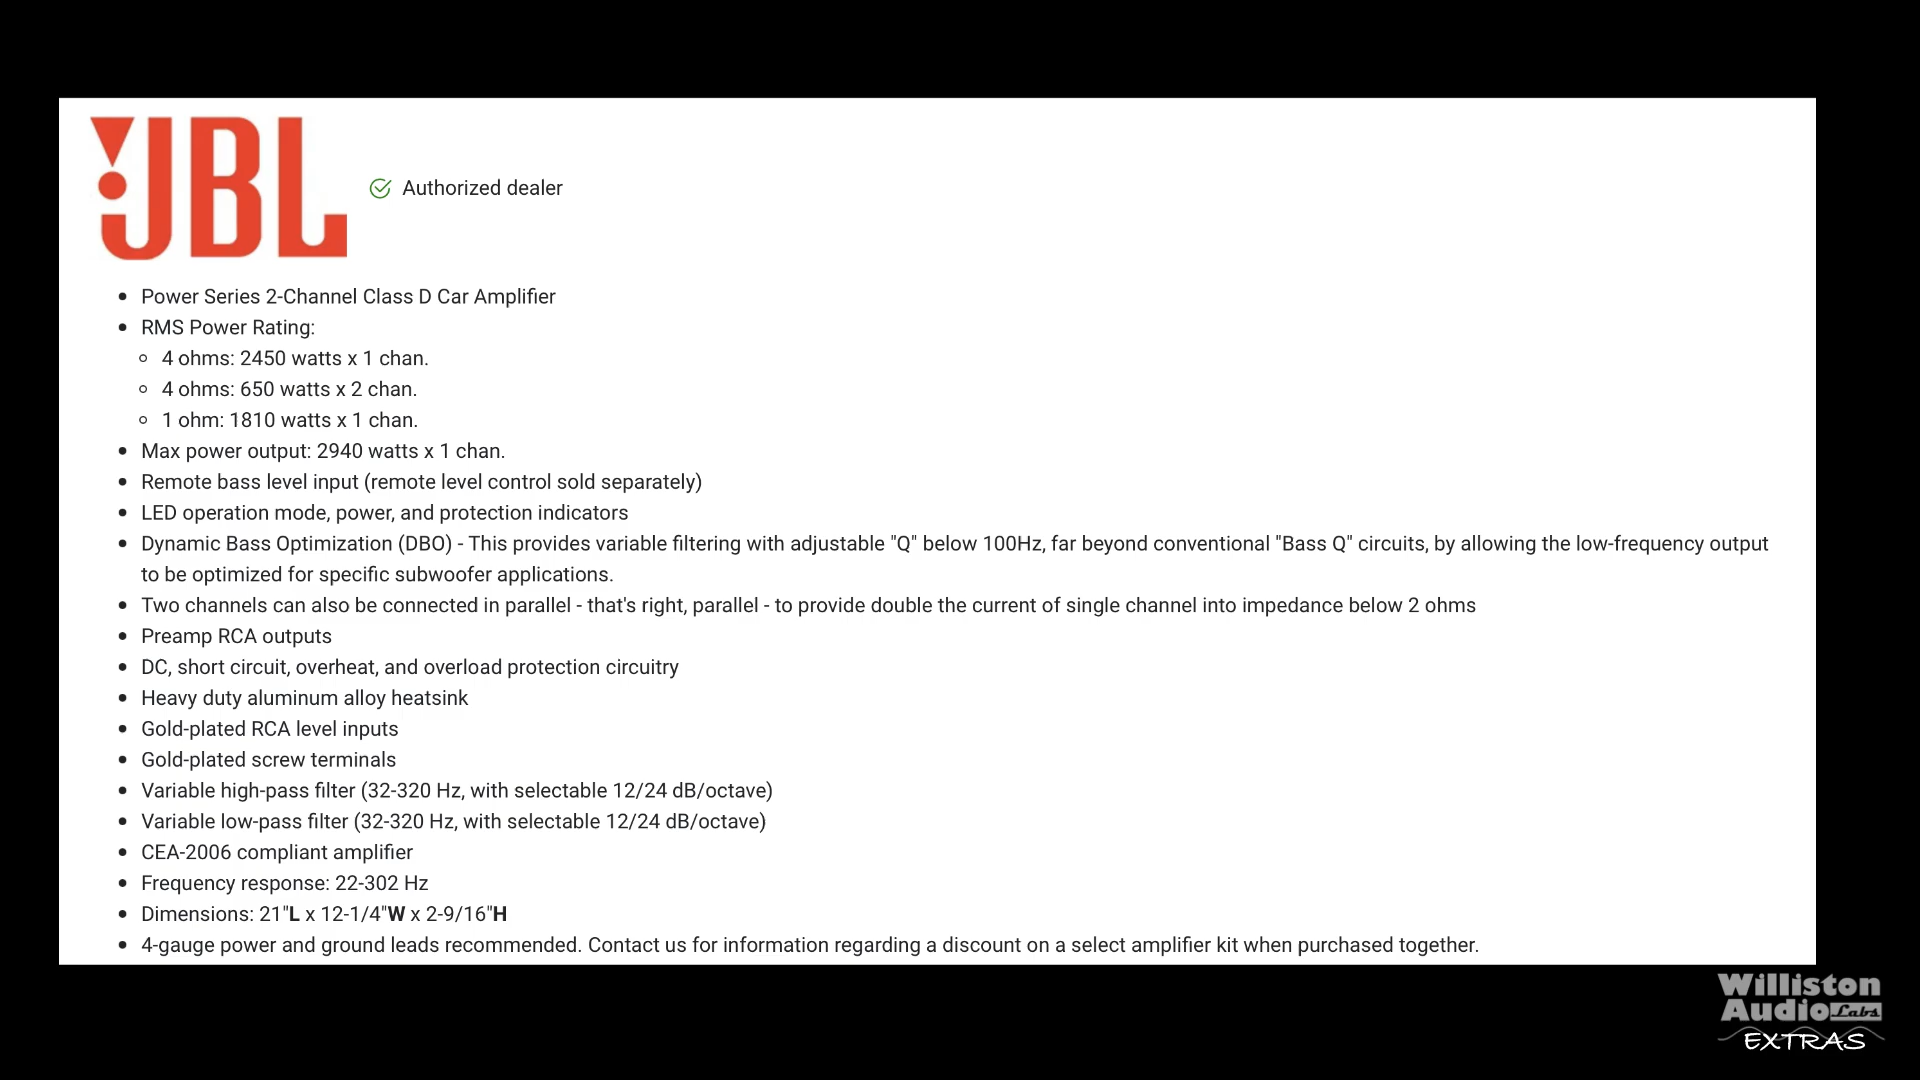 JBL
Authorized dealer
Power Series 2-Channel Class D Car Amplifier
RMS Power Rating:
4 ohms: 2450 watts x 1 chan.
4 ohms: 650 watts x 2 chan.
1 ohm: 1810 watts x 1 chan.
Max power output: 2940 watts x 1 chan.
Remote bass level input (remote level control sold separately)
LED operation mode, power, and protection indicators
Dynamic Bass Optimization (DBO) - This provides variable filtering with adjustable "Q" below 100Hz, far beyond conventional "Bass Q" circuits, by allowing the low-frequency output
to be optimized for specific subwoofer applications.
Two channels can also be connected in parallel - that's right, parallel - to provide double the current of single channel into impedance below 2 ohms
Preamp RCA outputs
DC, short circuit, overheat, and overload protection circuitry
Heavy duty aluminum alloy heatsink
Gold-plated RCA level inputs
Gold-plated screw terminals
Variable high-pass filter (32-320 Hz, with selectable 12/24 dB/octave)
Variable low-pass filter (32-320 Hz, with selectable 12/24 dB/octave)
CEA-2006 compliant amplifier
Frequency response: 22-302 Hz
Dimensions: 21"L x 12-1/4"W x 2-9/16"H
4-gauge power and ground leads recommended. Contact us for information regarding a discount on a select amplifier kit when purchased together.
Williston
Audio Labs
EXTRAS